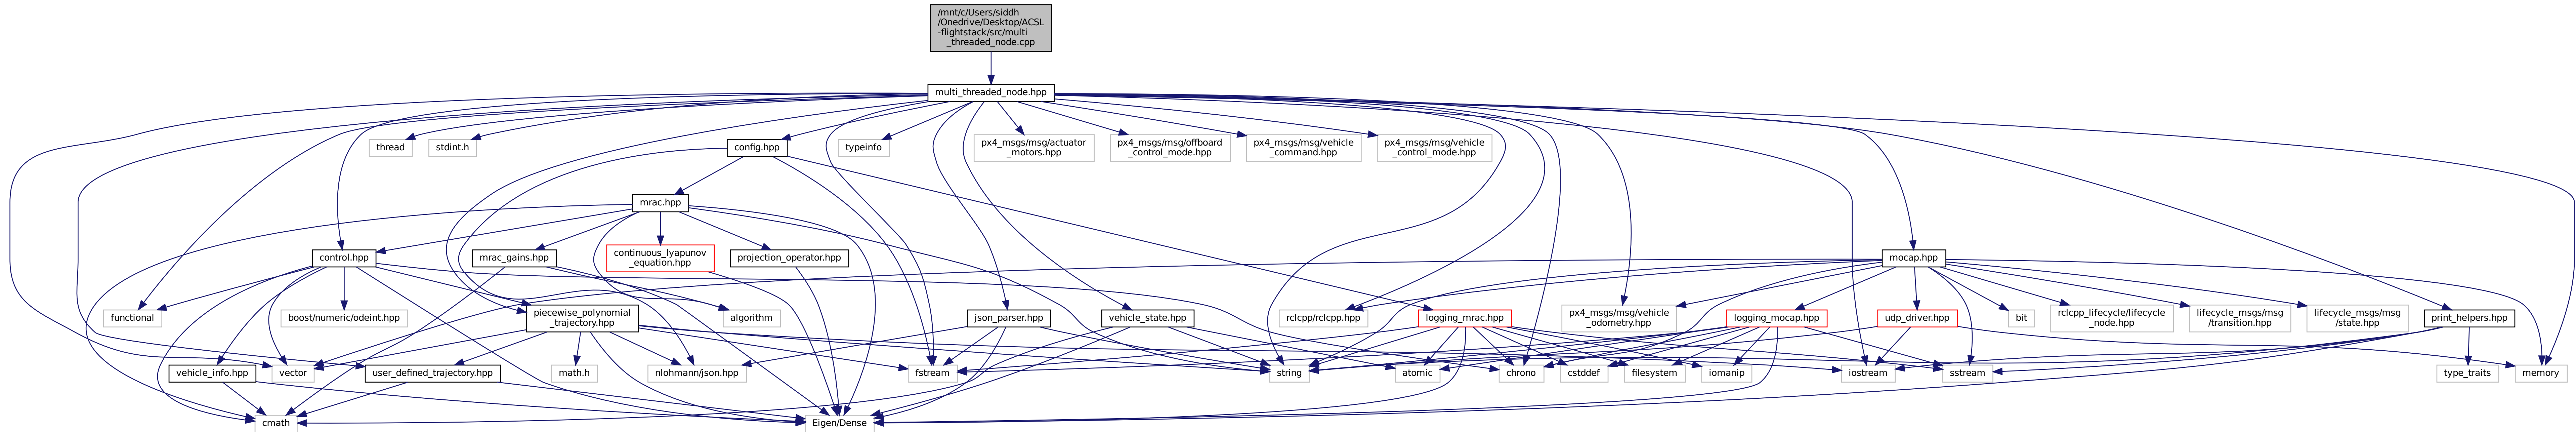 /mnt/c/Users/siddh
/Onedrive/Desktop/ACSL
-flightstack/src/multi
_threaded_node.cpp
multi_threaded_node.hpp
thread
stdint.h
config.hpp
typeinfo
px4_msgs/msg/actuator
_motors.hpp
px4_msgs/msg/offboard
_control_mode.hpp
px4_msgs/msg/vehicle
_command.hpp
px4_msgs/msg/vehicle
_control_mode.hpp
mrac.hpp
control.hpp
mrac_gains.hpp
continuous_lyapunov
_equation.hpp
projection_operator.hpp
mocap.hpp
functional
boost/numeric/odeint.hpp
piecewise_polynomial
_trajectory.hpp
algorithm
json_parser.hpp
vehicle_state.hpp
rclcpp/rclcpp.hpp
logging_mrac.hpp
px4_msgs/msg/vehicle
_odometry.hpp
logging_mocap.hpp
udp_driver.hpp
bit
rclcpp_lifecycle/lifecycle
_node.hpp
lifecycle_msgs/msg
/transition.hpp
lifecycle_msgs/msg
/state.hpp
print_helpers.hpp
vehicle_info.hpp
vector
user_defined_trajectory.hpp
math.h
nlohmann/json.hpp
fstream
string
atomic
chrono
cstddef
filesystem
iomanip
iostream
sstream
type_traits
memory
cmath
Eigen/Dense